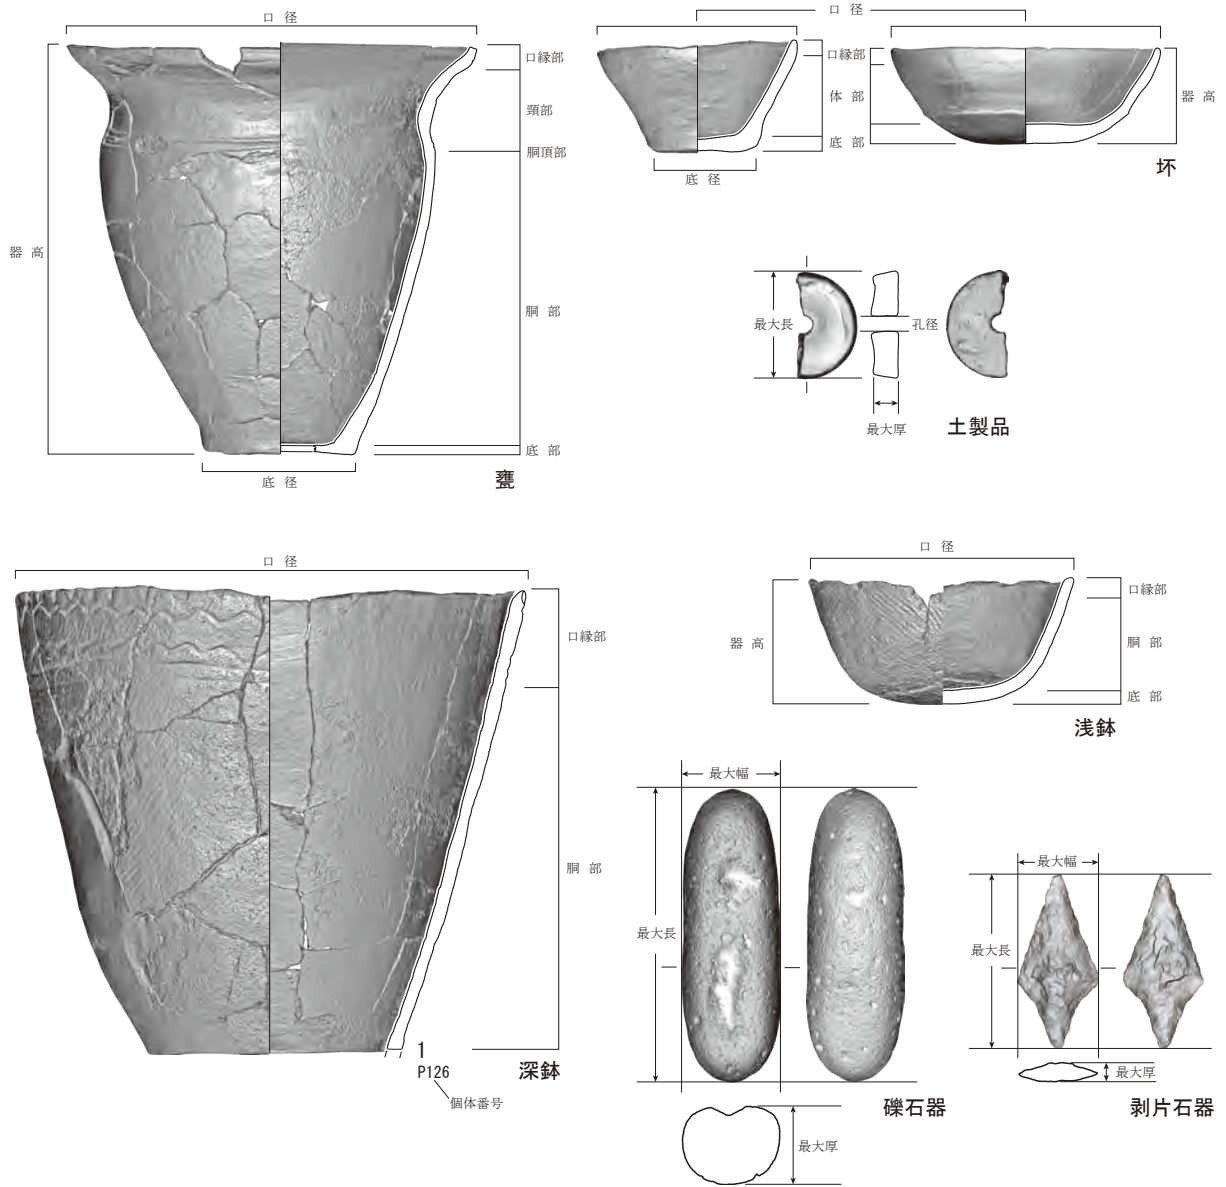 口 径
口縁部
頸部
胴頂部
器 高
胴 部
底 部
底 径
甕
口 径
口縁部
体 部
底 部
底 径
器 高
坏
最大長
孔径
最大厚
土製品
口 径
口縁部
胴 部
1
P126
個体番号
深鉢
口 径
器 高
口縁部
胴 部
底 部
浅鉢
最大幅
最大長
最大厚
礫石器
最大幅
最大長
最大厚
剥片石器